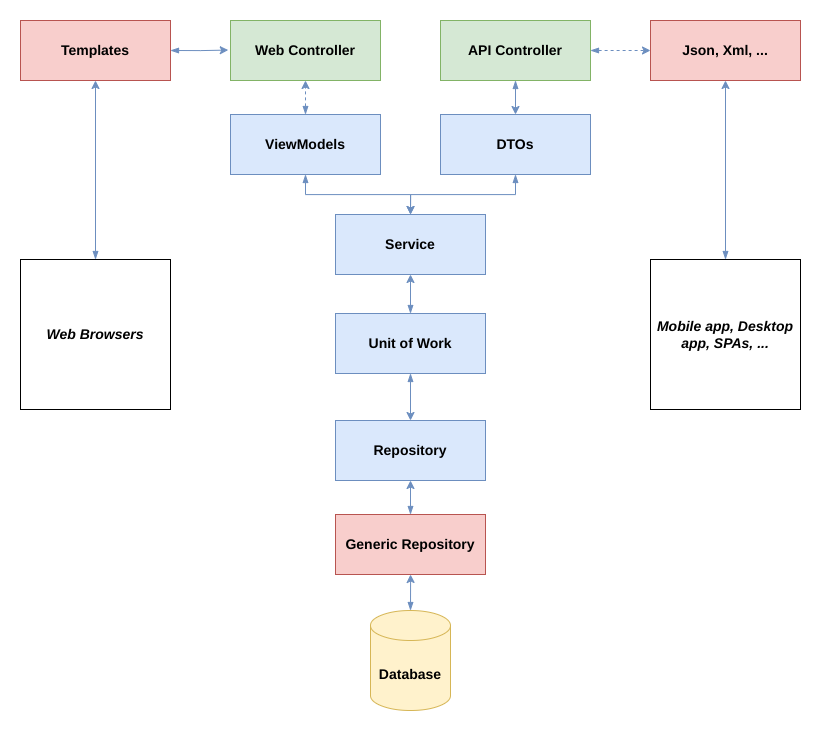 Templates
Web Controller
API Controller
Json, Xml, ...
ViewModels
DTOs
Service
Web Browsers
Unit of Work
Mobile app, Desktop
app, SPAs, ...
Repository
Generic Repository
Database